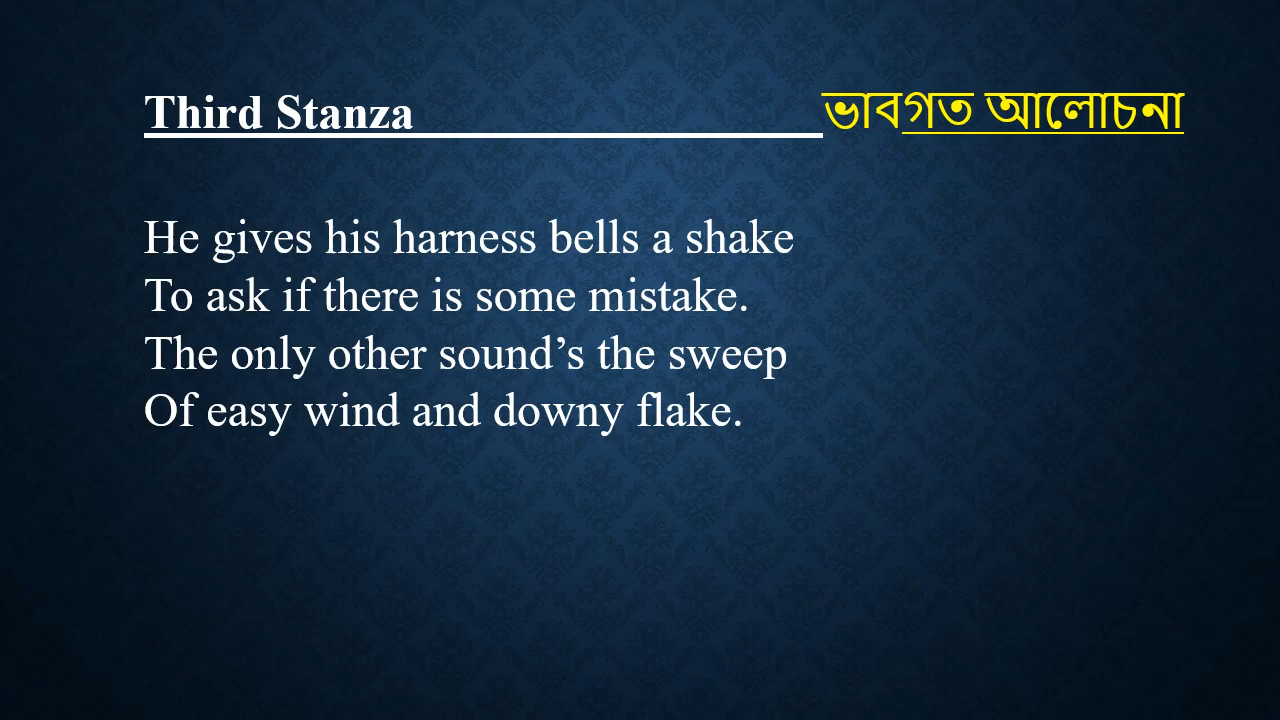 Third Stanza ভাবগত আলোচনা
He gives his harness bells a shake
To ask if there is some mistake.
The only other sound’s the sweep
Of easy wind and downy flake.